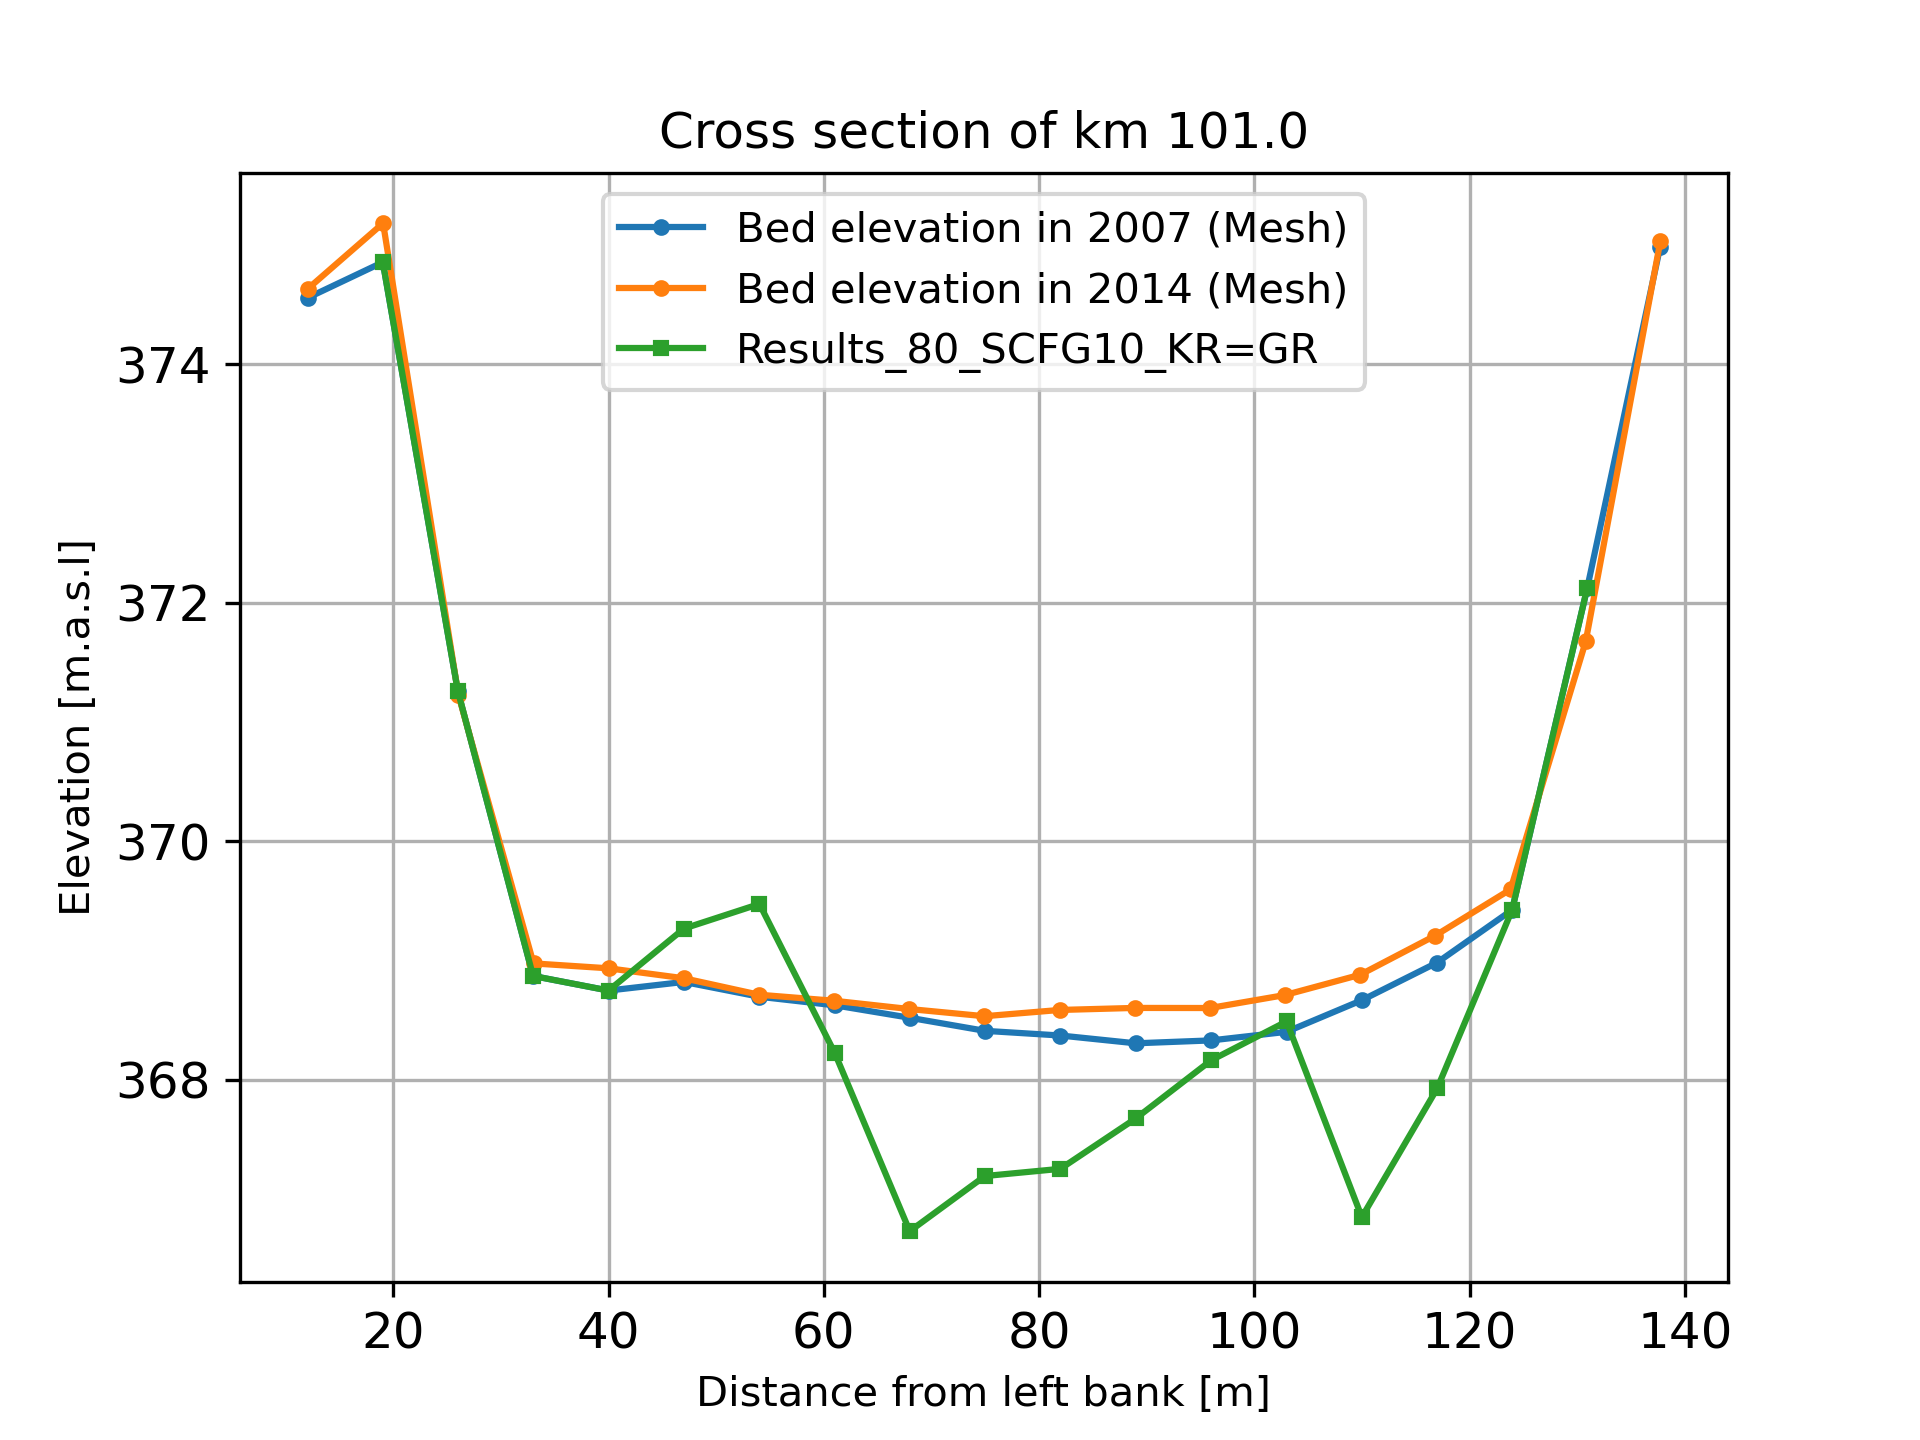 Cross section of km 101.0
Bed elevation in 2007 (Mesh)
Bed elevation in 2014 (Mesh)
Results_80_SCFG10_KR=GR
Elevation [m.a.s.l]
374
372
370
368
20 40 60 80 100 120 140
Distance from left bank [m]